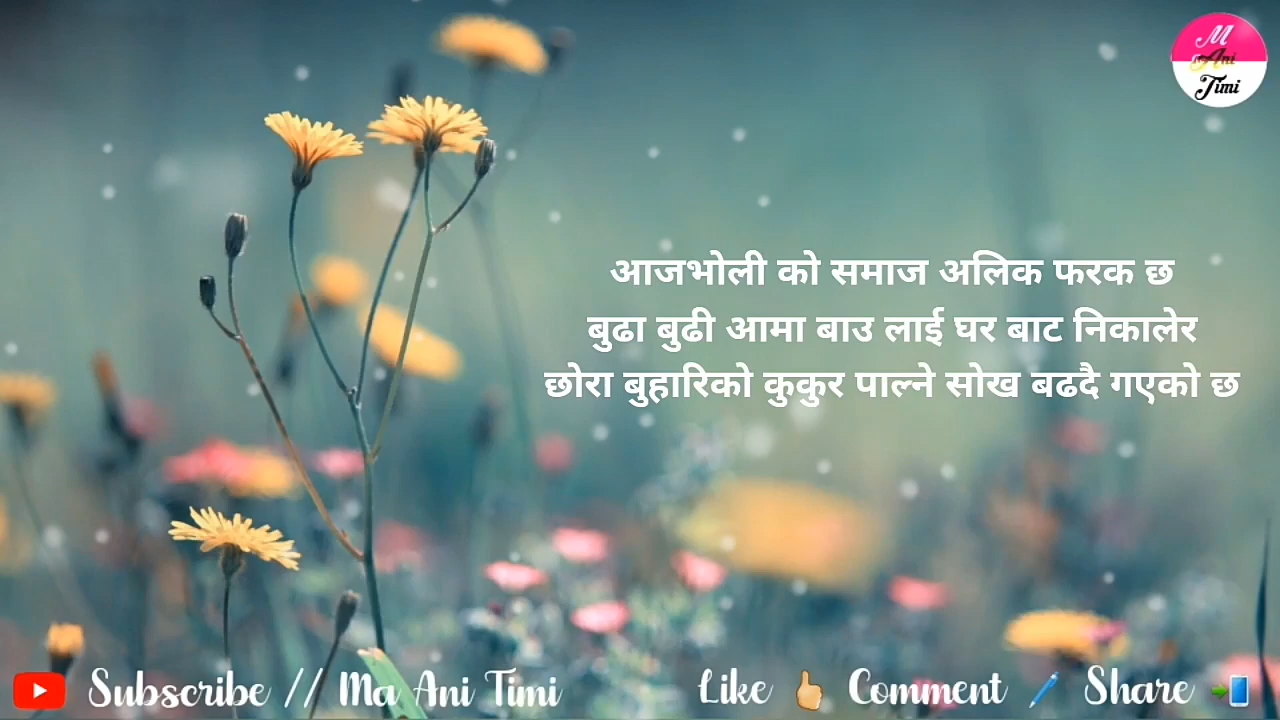 M
Ani
Timi
आजभोली को समाज अलिक फरक छ
बुढा बुढी आमा बाउ लाई घर बाट निकालेर
छोरा बुहारिको कुकुर पाल्ने सोख बढदै गएको छ
Subscribe // Ma Ani Timi
Like Comment Share